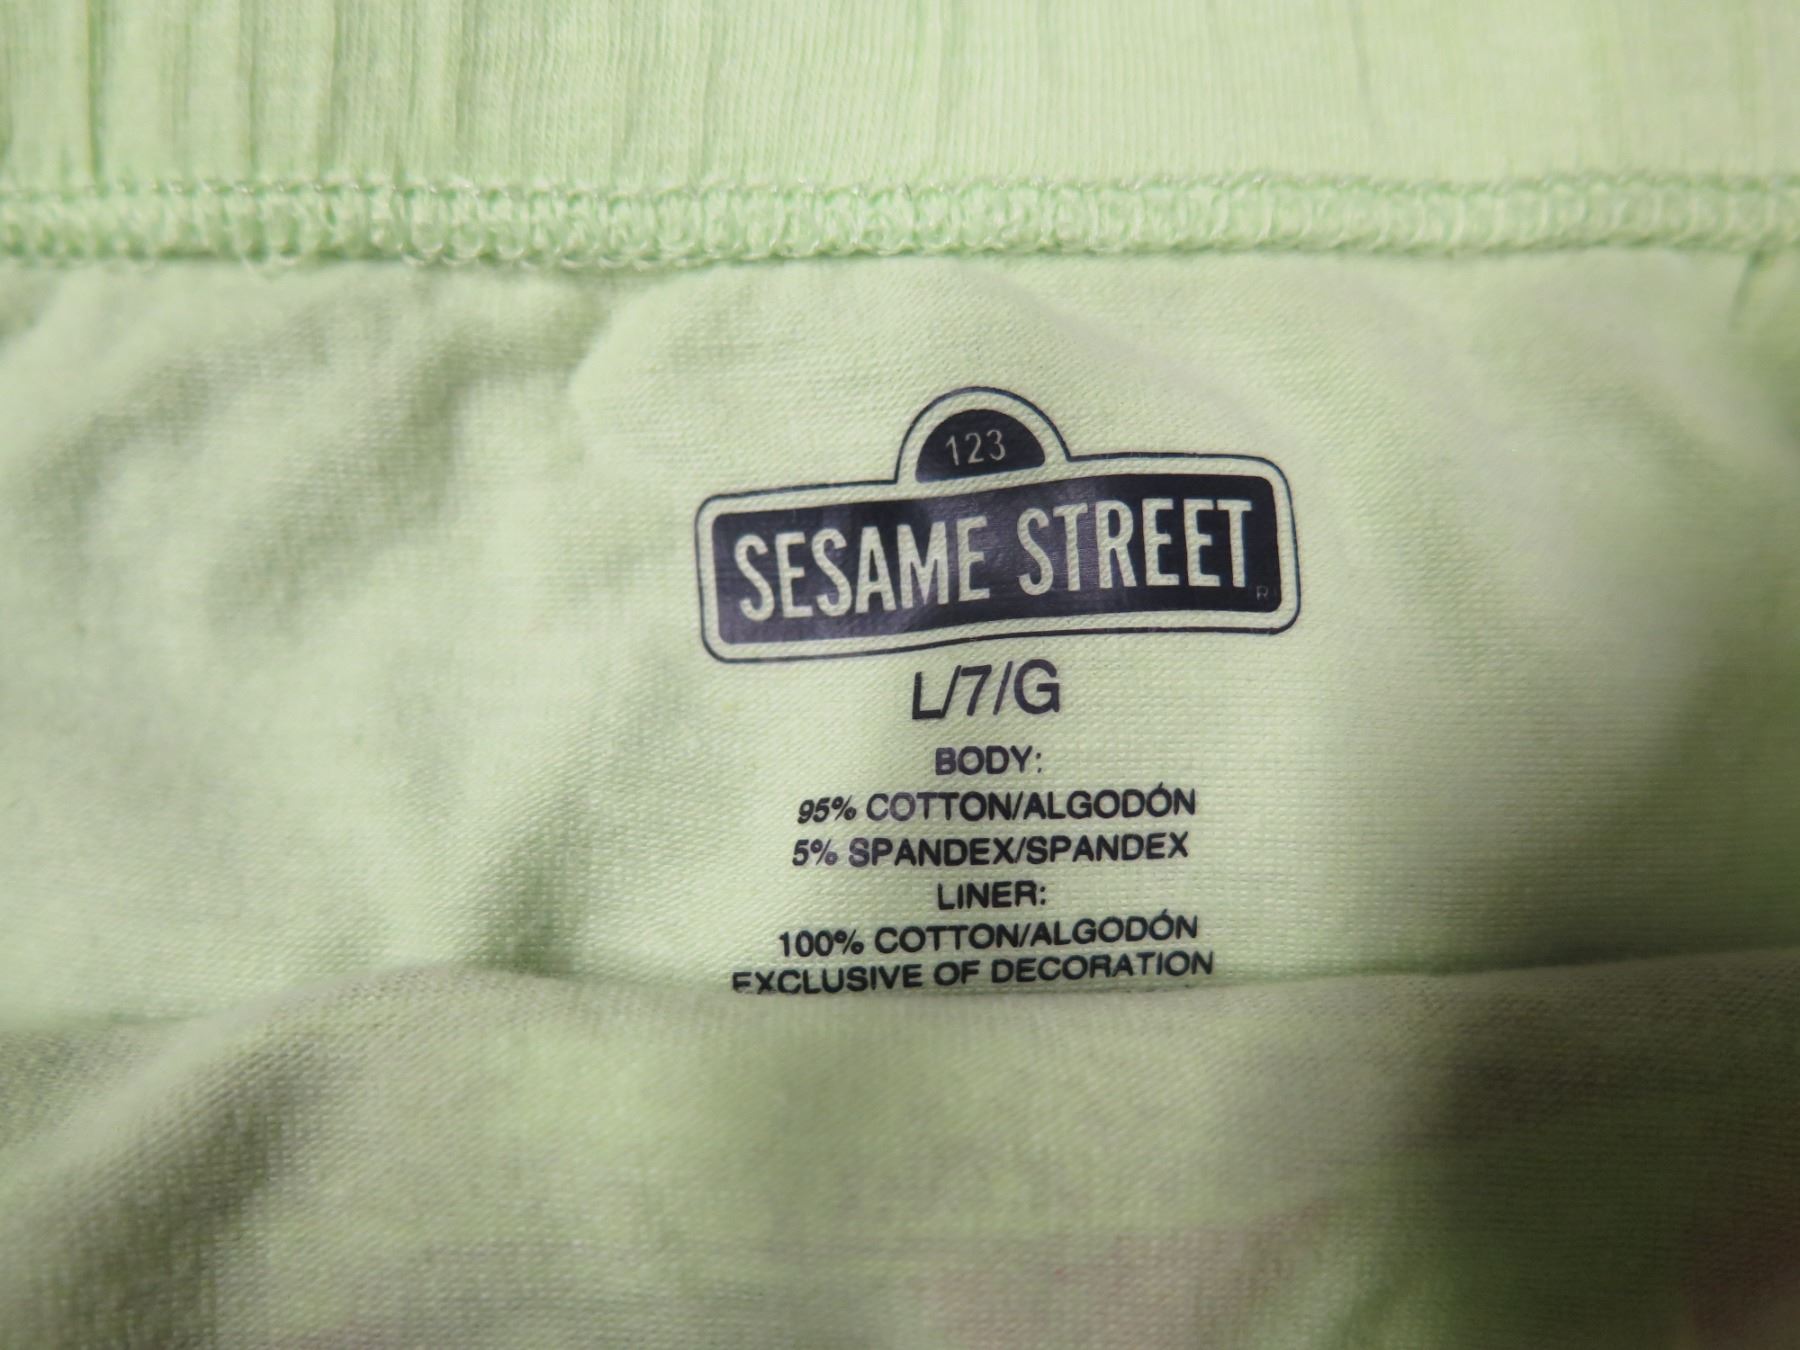 123
SESAME STREET®
L/7/G
BODY:
95% COTTON/ALGODÓN
5% SPANDEX/SPANDEX
LINER:
100% COTTON/ALGODÓN
EXCLUSIVE OF DECORATION